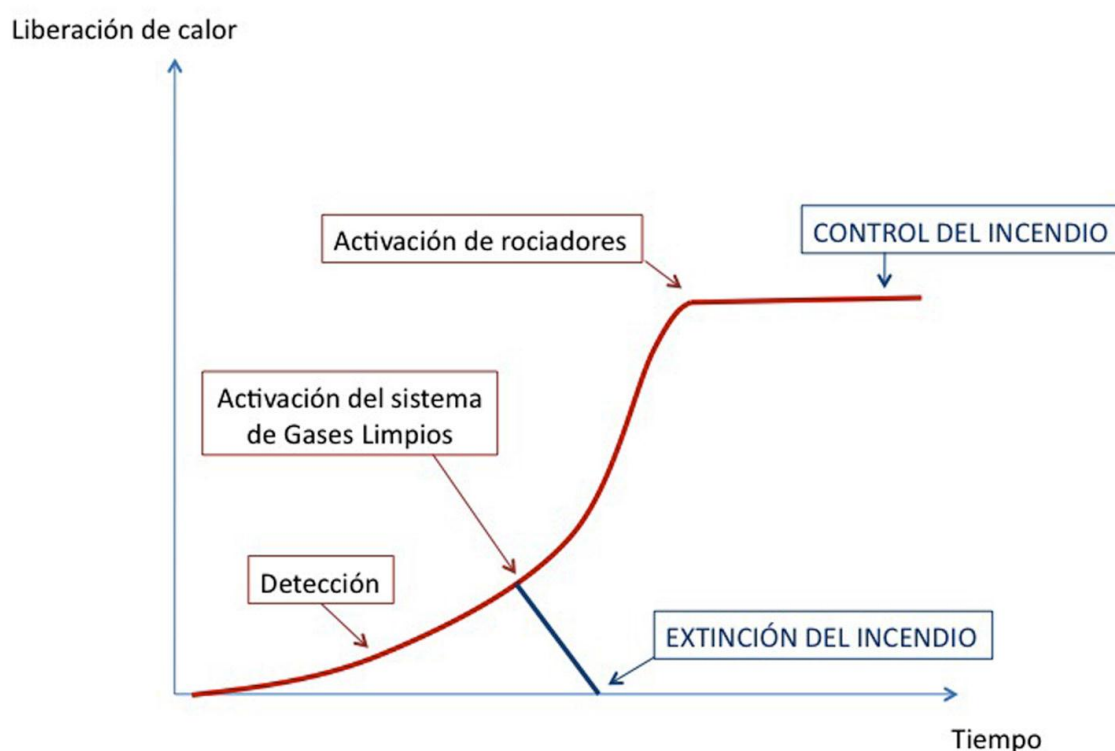 Liberación de calor
Activación de rociadores
CONTROL DEL INCENDIO
Activación del sistema
de Gases Limpios
Detección
EXTINCIÓN DEL INCENDIO
Tiempo